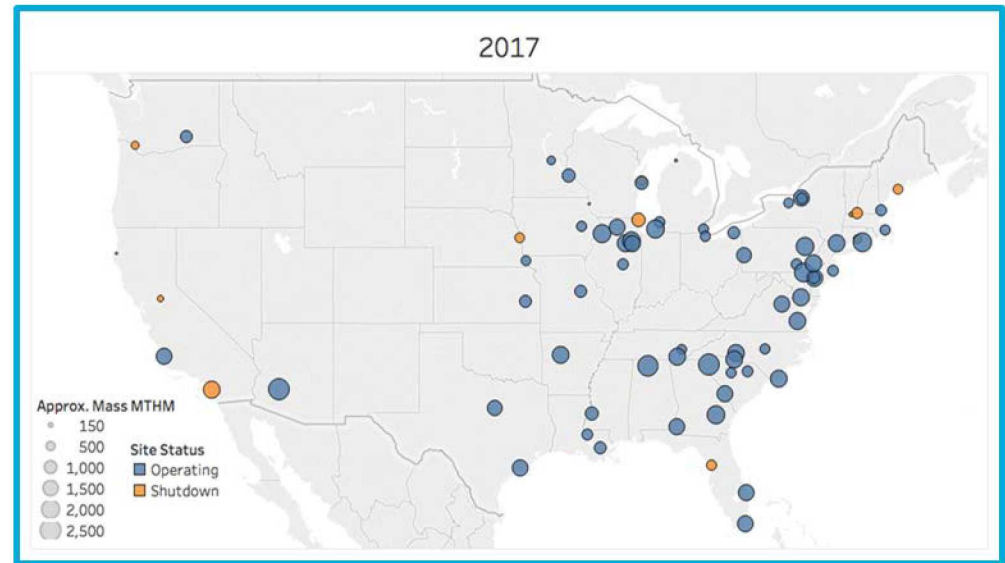 2017
Approx. Mass MTHM
150
500
1,000
1,500
2,000
2,500
Site Status
Operating
Shutdown